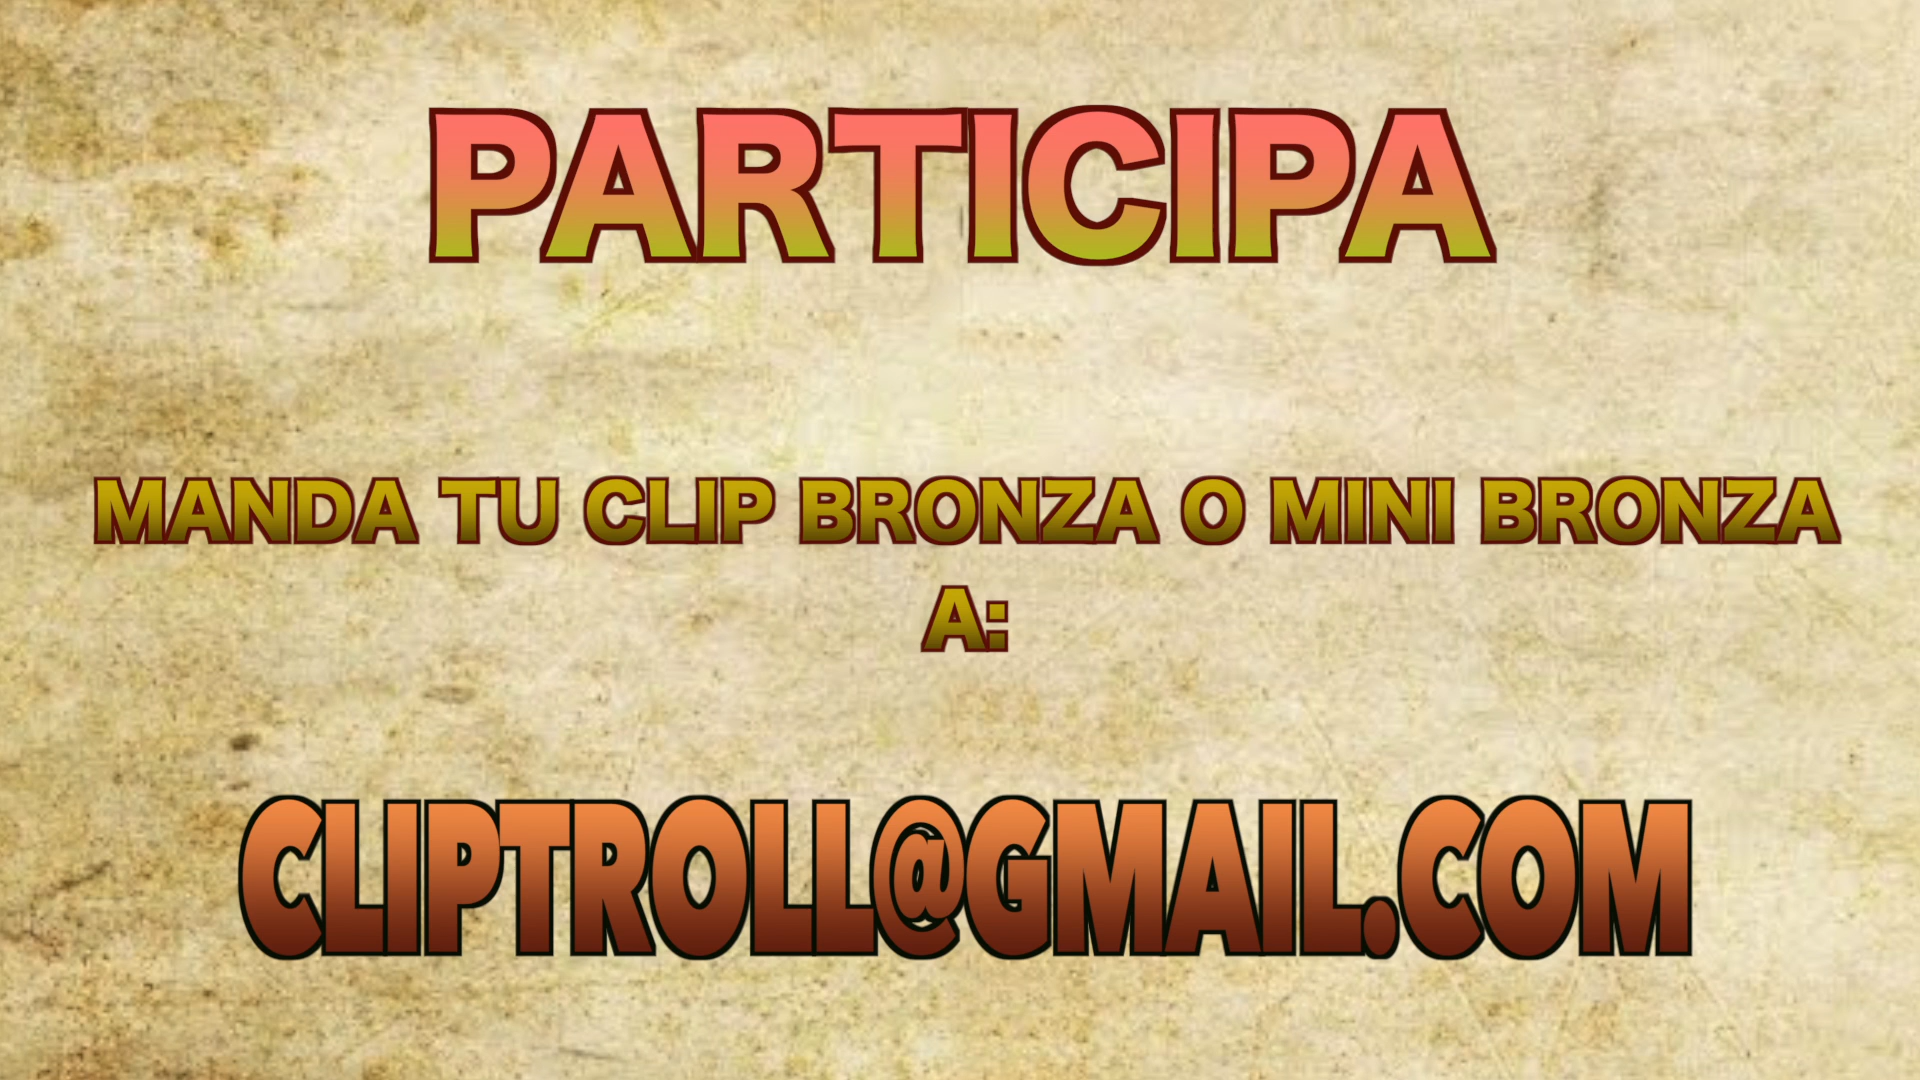 PARTICIPA
MANDA TU CLIP BRONZA O MINI BRONZA
A:
CLIPTROLL@GMAIL.COM